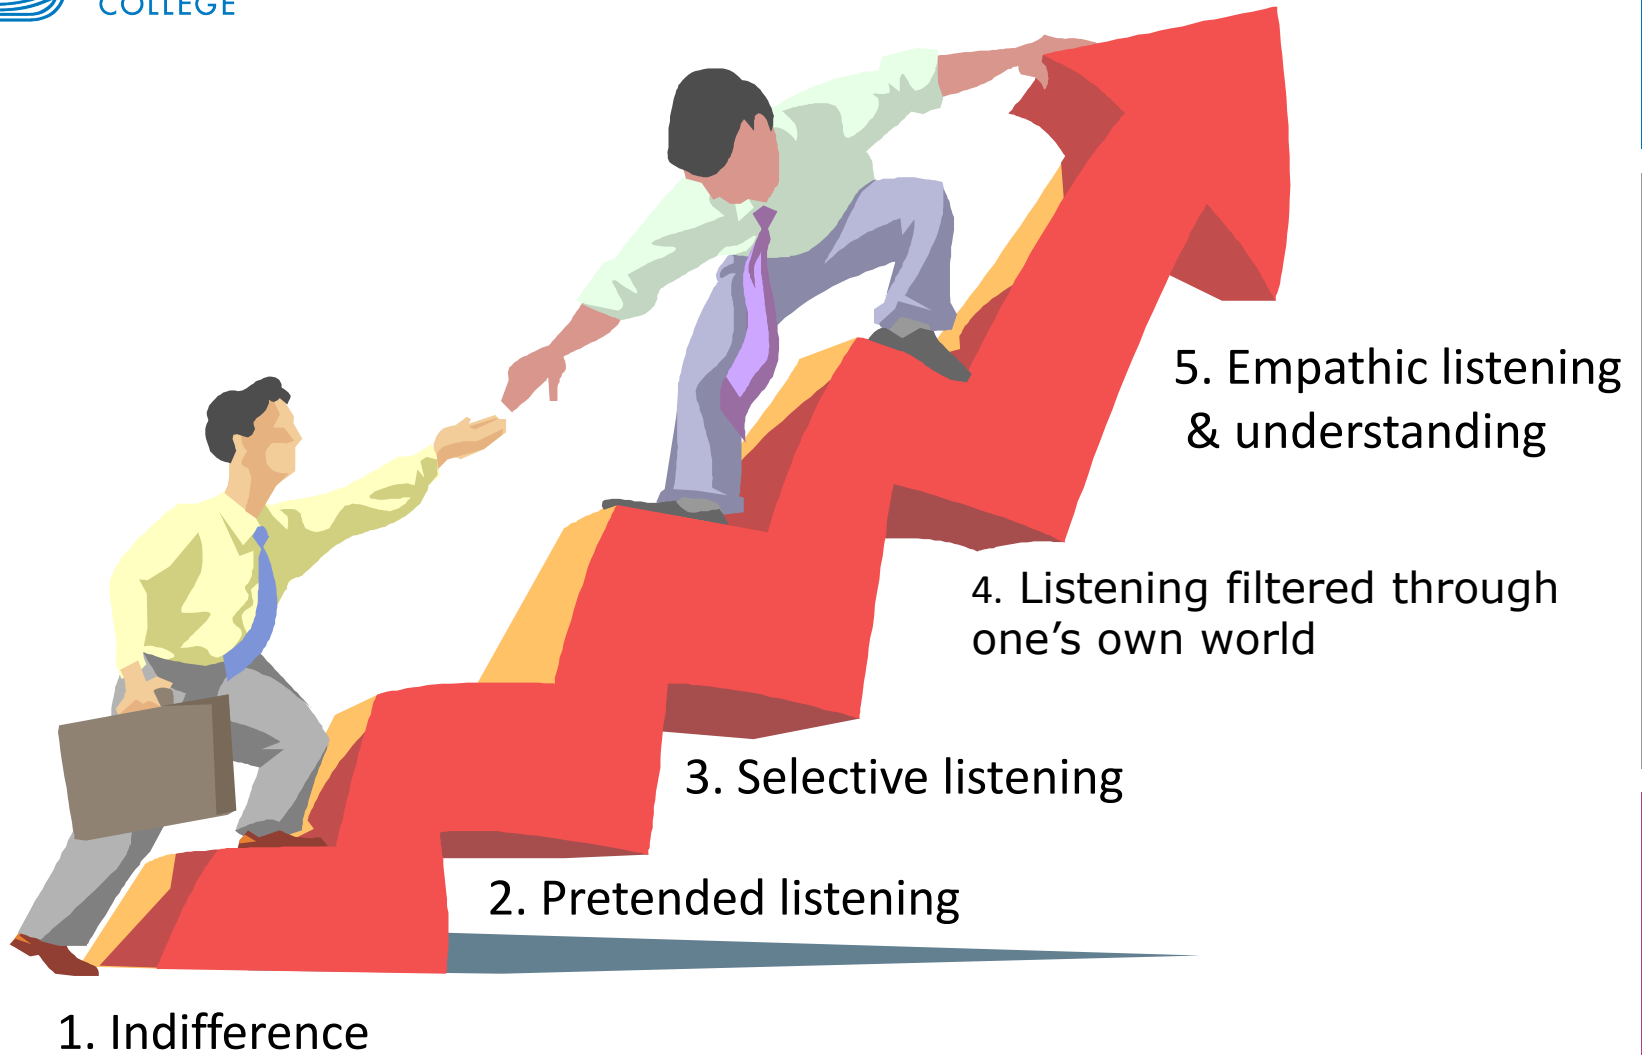 COLLEGE
5. Empathic listening
& understanding
4. Listening filtered through
one’s own world
3. Selective listening
2. Pretended listening
1. Indifference